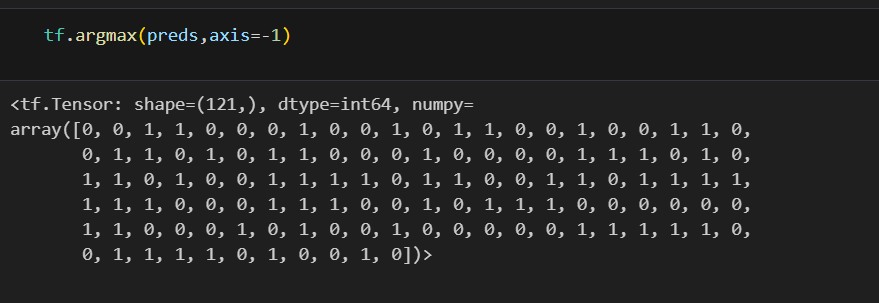 tf.argmax(preds,axis=-1)
<tf.Tensor: shape=(121,), dtype=int64, numpy=
array([0, 0, 1, 1, 0, 0, 0, 1, 0, 0, 1, 0, 1, 1, 0, 0, 1, 0, 0, 1, 1, 0,
0, 1, 1, 0, 1, 0, 1, 1, 0, 0, 0, 1, 0, 0, 0, 0, 1, 1, 1, 0, 1, 0,
1, 1, 0, 1, 0, 0, 1, 1, 1, 1, 0, 1, 1, 0, 0, 1, 1, 0, 1, 1, 1, 1,
1, 1, 1, 0, 0, 0, 1, 1, 1, 0, 0, 1, 0, 1, 1, 1, 0, 0, 0, 0, 0, 0,
1, 1, 0, 0, 0, 1, 0, 1, 0, 0, 1, 0, 0, 0, 0, 0, 1, 1, 1, 1, 1, 0,
0, 1, 1, 1, 1, 0, 1, 0, 0, 1, 0])>